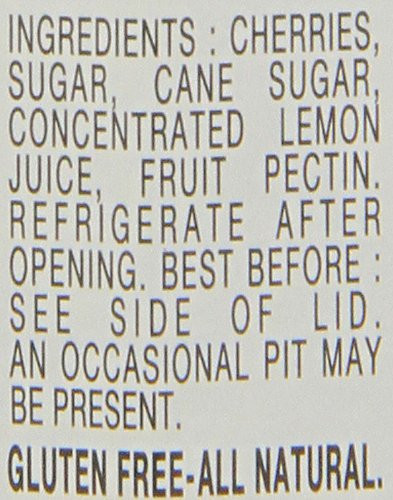 INGREDIENTS : CHERRIES,
SUGAR, CANE SUGAR,
CONCENTRATED LEMON
JUICE, FRUIT PECTIN.
REFRIGERATE AFTER
OPENING. BEST BEFORE :
SEE SIDE OF LID.
AN OCCASIONAL PIT MAY
BE PRESENT.
GLUTEN FREE-ALL NATURAL.